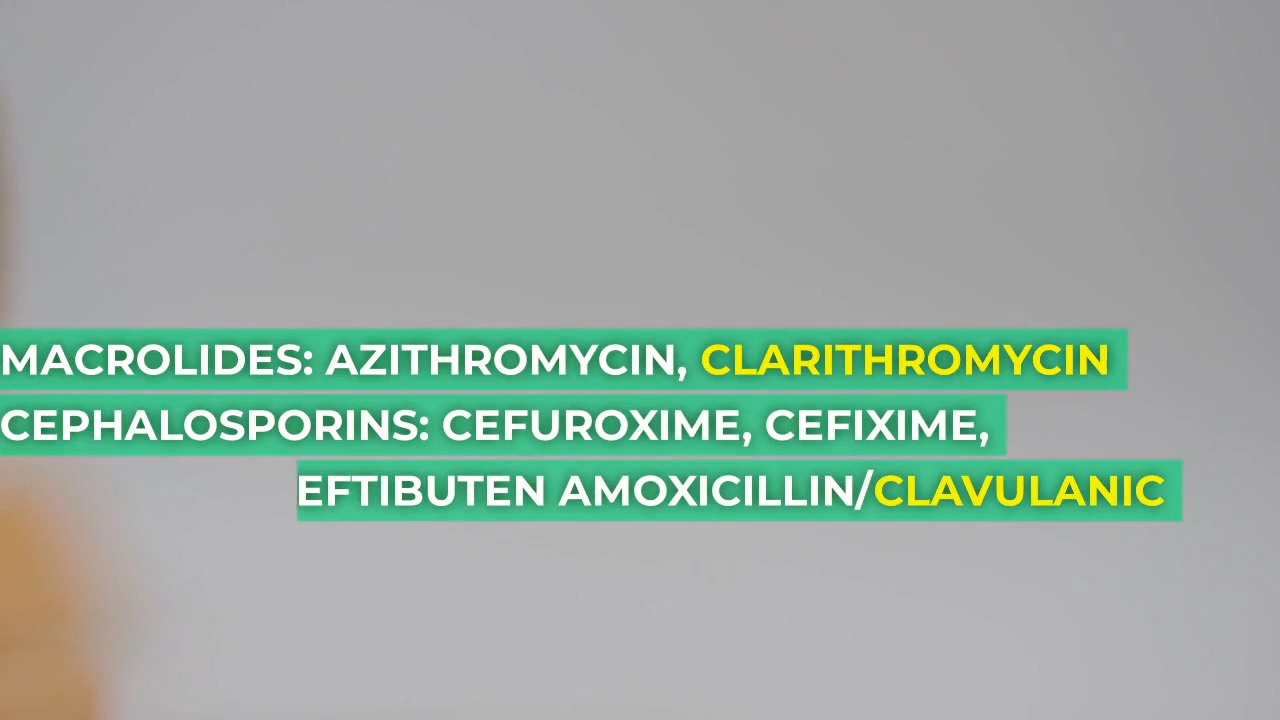 MACROLIDES: AZITHROMYCIN, CLARITHROMYCIN
CEPHALOSPORINS: CEFUROXIME, CEFIXIME,
EFTIBUTEN AMOXICILLIN/CLAVULANIC